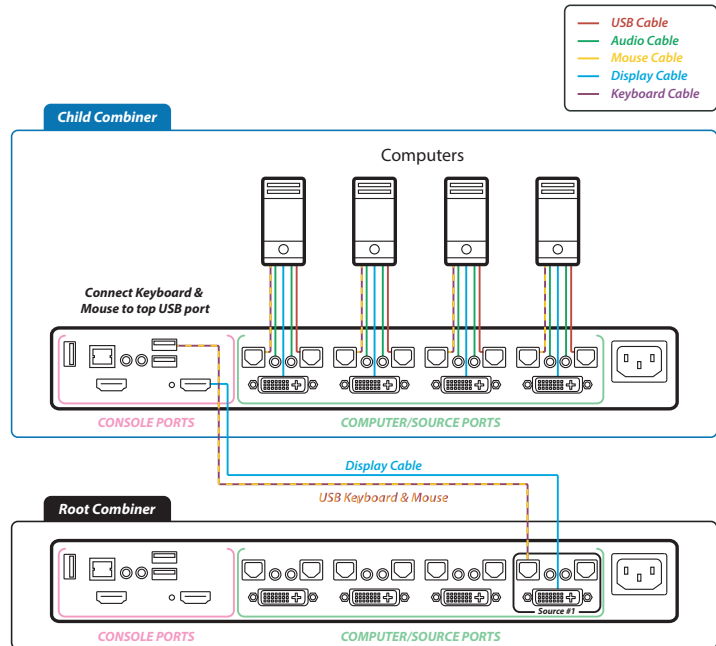 USB Cable
Audio Cable
Mouse Cable
Display Cable
Keyboard Cable
Child Combiner
Computers
Connect Keyboard &
Mouse to top USB port
CONSOLE PORTS
COMPUTER/SOURCE PORTS
Display Cable
USB Keyboard & Mouse
Root Combiner
Source #1
CONSOLE PORTS
COMPUTER/SOURCE PORTS